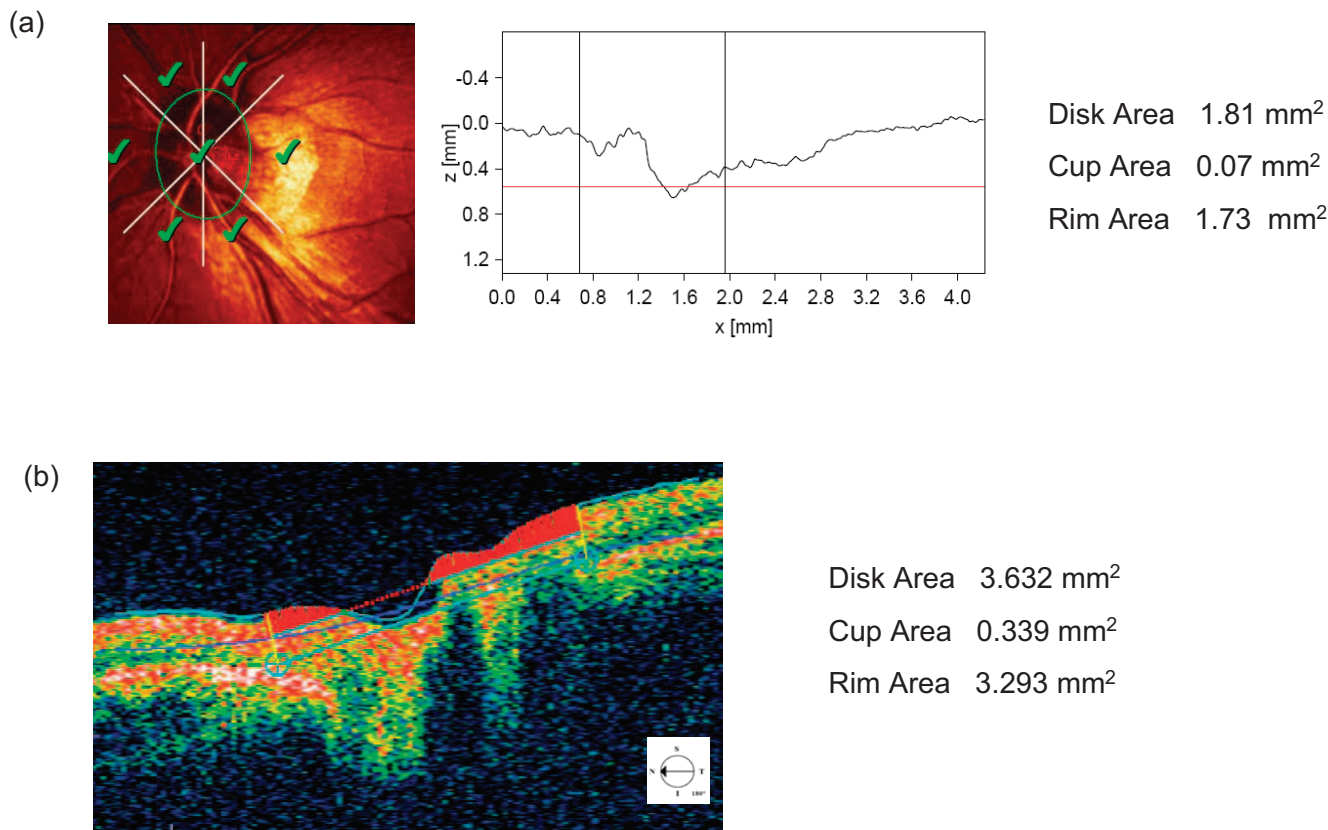 (a)
-0.4
0.0
0.4
0.8
1.2
z [mm]
0.0 0.4 0.8 1.2 1.6 2.0 2.4 2.8 3.2 3.6 4.0
x [mm]
Disk Area 1.81 mm²
Cup Area 0.07 mm²
Rim Area 1.73 mm²
(b)
S
N T
I
180°
Disk Area 3.632 mm²
Cup Area 0.339 mm²
Rim Area 3.293 mm²